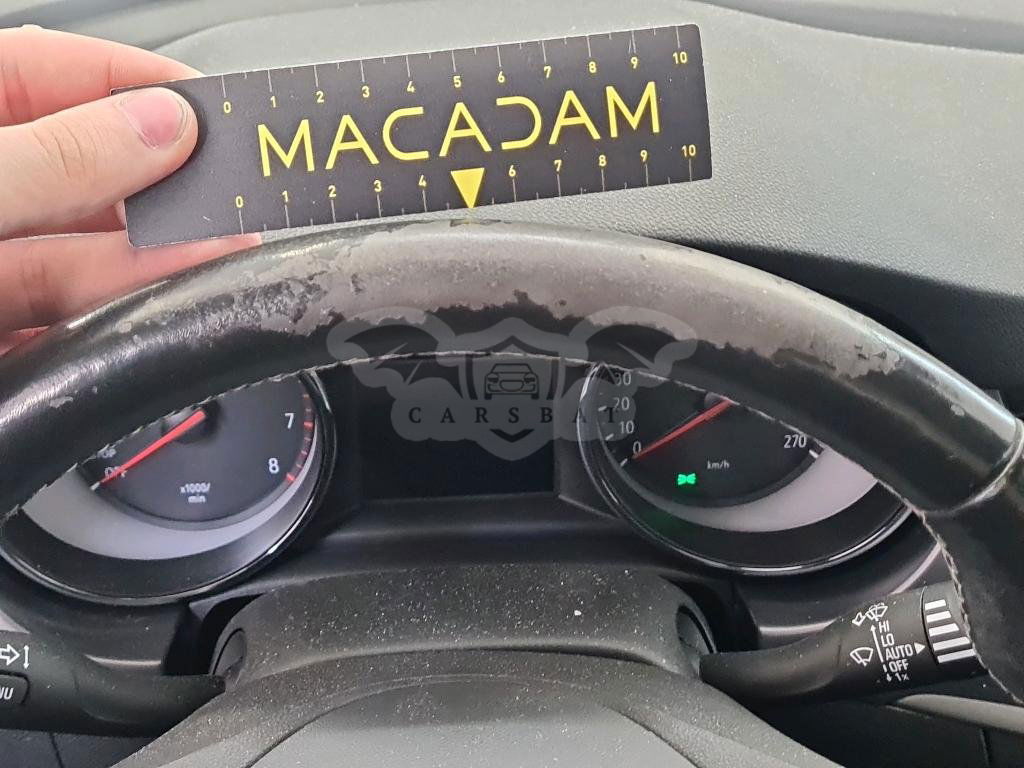 0 1 2 3 4 5 6 7 8 9 10
MACADAM
0 1 2 3 4 6 7 8 9 10
CARSBAT
7
8
x1000/
min
30
20
10
0
270
km/h
HI
LO
AUTO
OFF
1x
NU